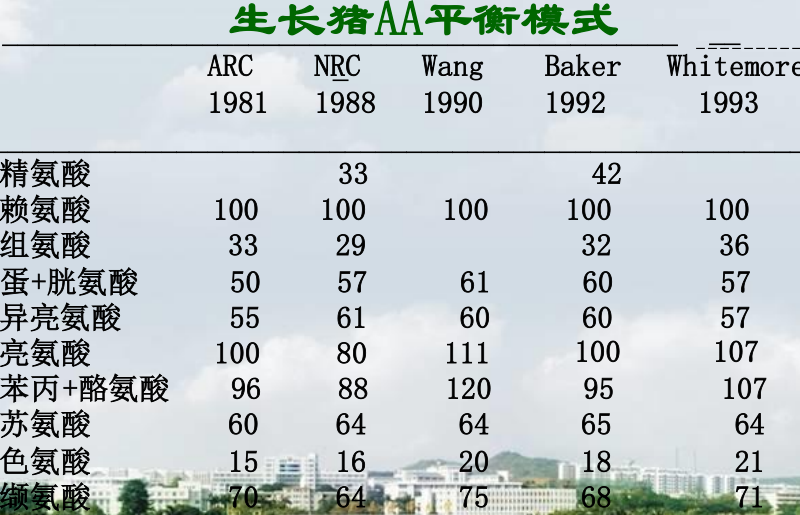 生长猪AA平衡模式
ARC NRC Wang Baker Whitemore
1981 1988 1990 1992 1993
精氨酸 33 42
赖氨酸 100 100 100 100 100
组氨酸 33 29 32 36
蛋+胱氨酸 50 57 61 60 57
异亮氨酸 55 61 60 60 57
亮氨酸 100 80 111 100 107
苯丙+酪氨酸 96 88 120 95 107
苏氨酸 60 64 64 65 64
色氨酸 15 16 20 18 21
缬氨酸 70 64 75 68 71